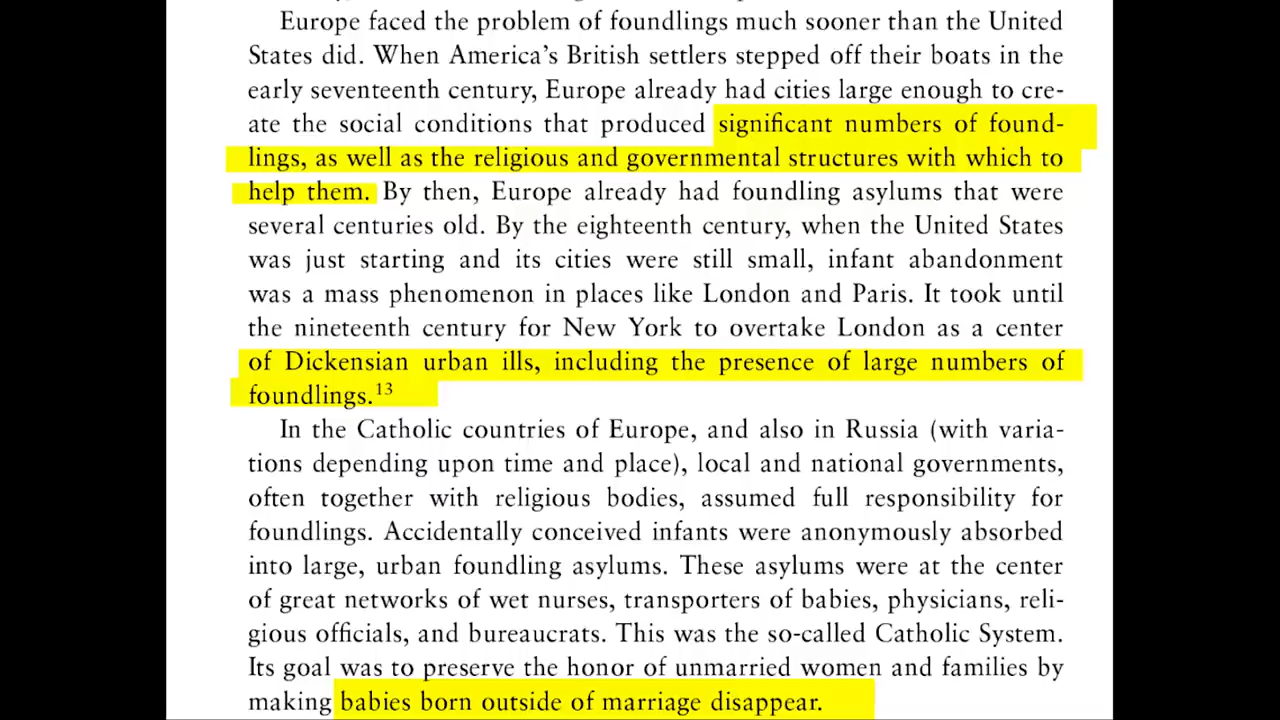 Europe faced the problem of foundlings much sooner than the United
States did. When America's British settlers stepped off their boats in the
early seventeenth century, Europe already had cities large enough to cre-
ate the social conditions that produced significant numbers of found-
lings, as well as the religious and governmental structures with which to
help them. By then, Europe already had foundling asylums that were
several centuries old. By the eighteenth century, when the United States
was just starting and its cities were still small, infant abandonment
was a mass phenomenon in places like London and Paris. It took until
the nineteenth century for New York to overtake London as a center
of Dickensian urban ills, including the presence of large numbers of
foundlings.13
In the Catholic countries of Europe, and also in Russia (with varia-
tions depending upon time and place), local and national governments,
often together with religious bodies, assumed full responsibility for
foundlings. Accidentally conceived infants were anonymously absorbed
into large, urban foundling asylums. These asylums were at the center
of great networks of wet nurses, transporters of babies, physicians, reli-
gious officials, and bureaucrats. This was the so-called Catholic System.
Its goal was to preserve the honor of unmarried women and families by
making babies born outside of marriage disappear.